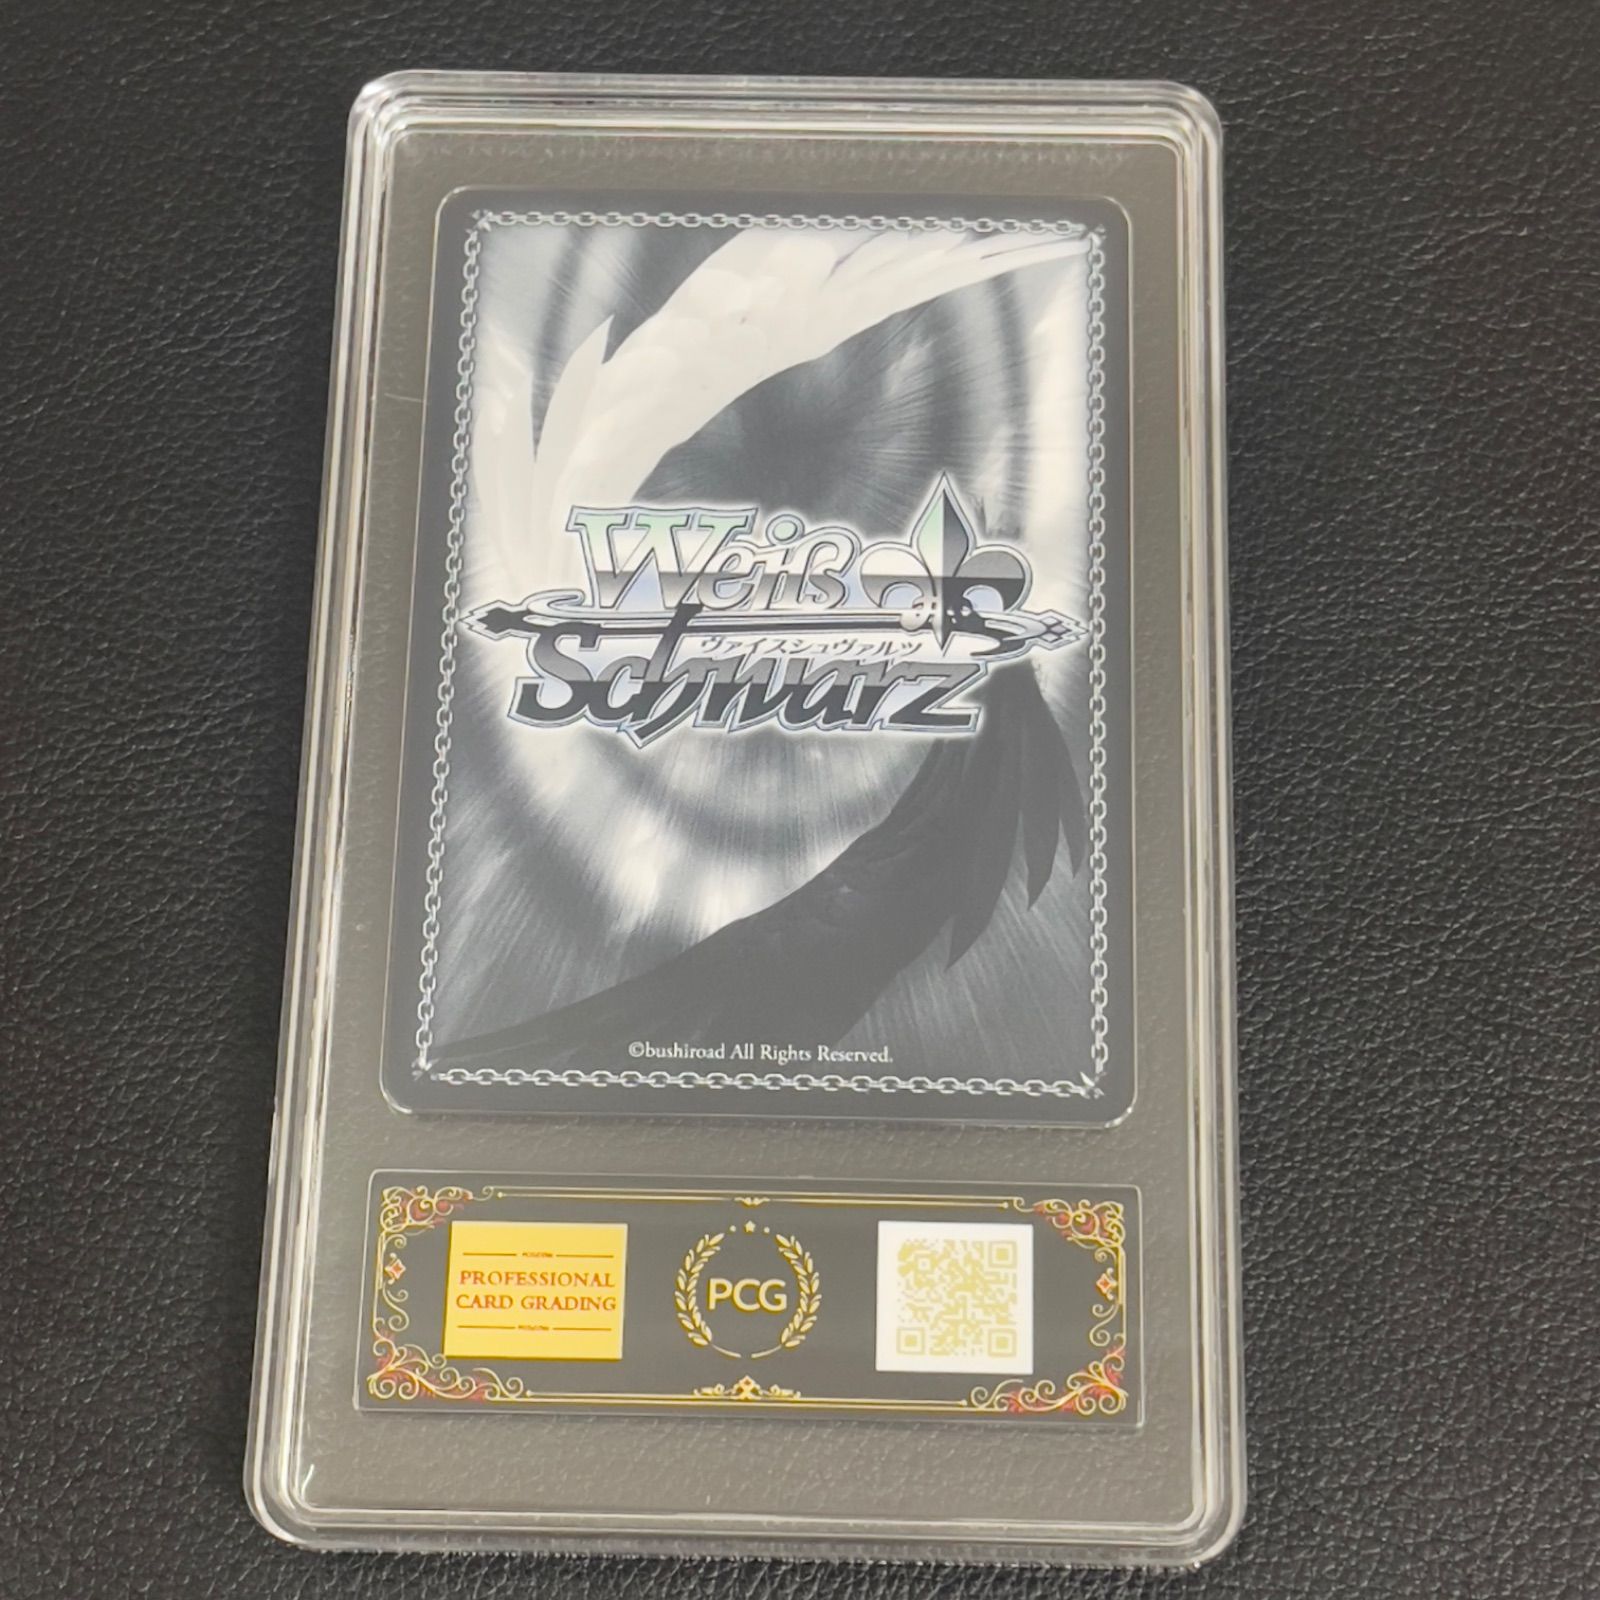 Weiß
ヴァイスシュヴァルツ
Schwarz
©bushiroad All Rights Reserved.
PROFESSIONAL
CARD GRADING
PCG